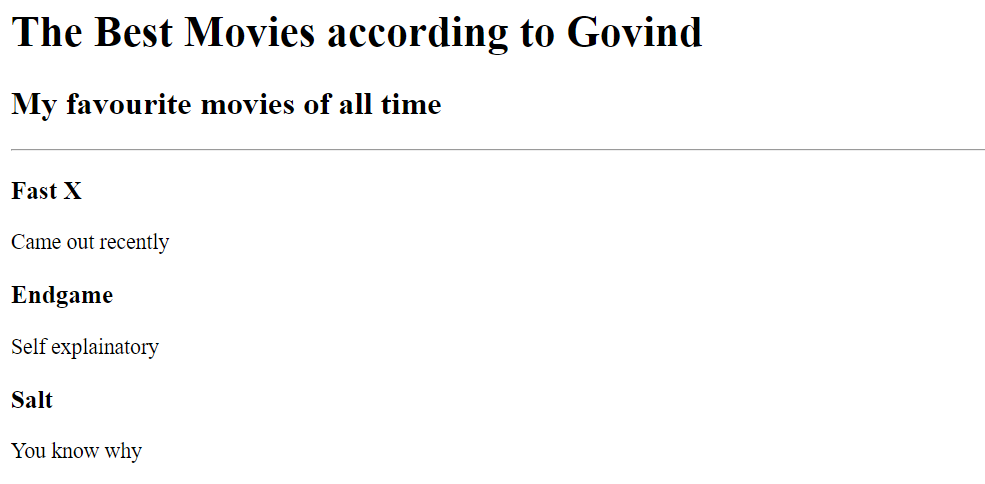 The Best Movies according to Govind
My favourite movies of all time
Fast X
Came out recently
Endgame
Self explainatory
Salt
You know why